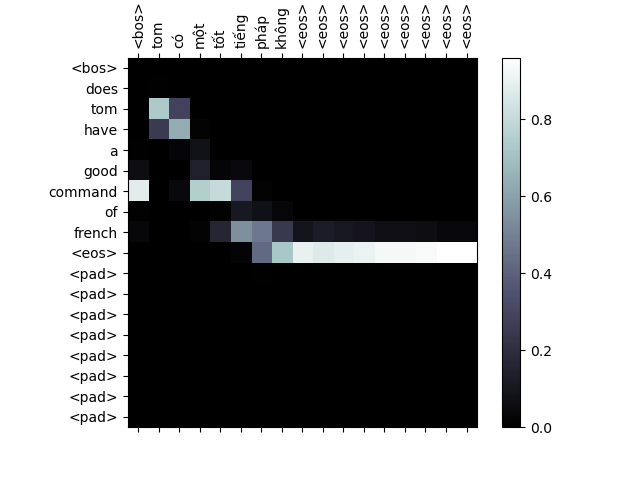 <bos> tom có một tốt tiếng pháp không <eos> <eos> <eos> <eos> <eos> <eos> <eos> <eos> <eos>
<bos>
does
tom
have
a
good
command
of
french
<eos>
<pad>
<pad>
<pad>
<pad>
<pad>
<pad>
<pad>
<pad>
0.8
0.6
0.4
0.2
0.0